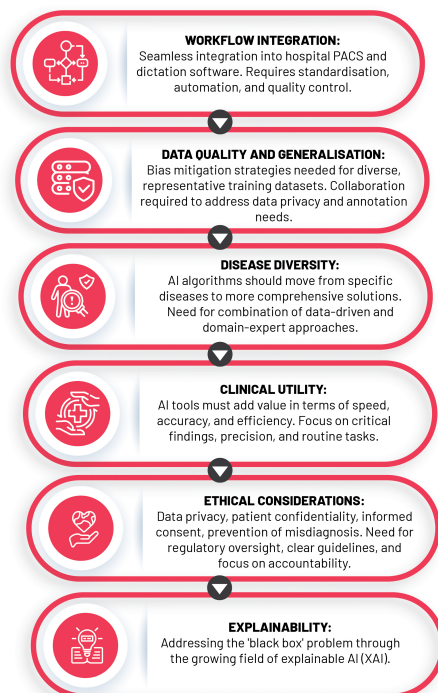 WORKFLOW INTEGRATION:
Seamless integration into hospital PACS and
dictation software. Requires standardisation,
automation, and quality control.
DATA QUALITY AND GENERALISATION:
Bias mitigation strategies needed for diverse,
representative training datasets. Collaboration
required to address data privacy and annotation
needs.
DISEASE DIVERSITY:
AI algorithms should move from specific
diseases to more comprehensive solutions.
Need for combination of data-driven and
domain-expert approaches.
CLINICAL UTILITY:
AI tools must add value in terms of speed,
accuracy, and efficiency. Focus on critical
findings, precision, and routine tasks.
ETHICAL CONSIDERATIONS:
Data privacy, patient confidentiality, informed
consent, prevention of misdiagnosis. Need for
regulatory oversight, clear guidelines, and
focus on accountability.
EXPLAINABILITY:
Addressing the 'black box' problem through
the growing field of explainable AI (XAI).